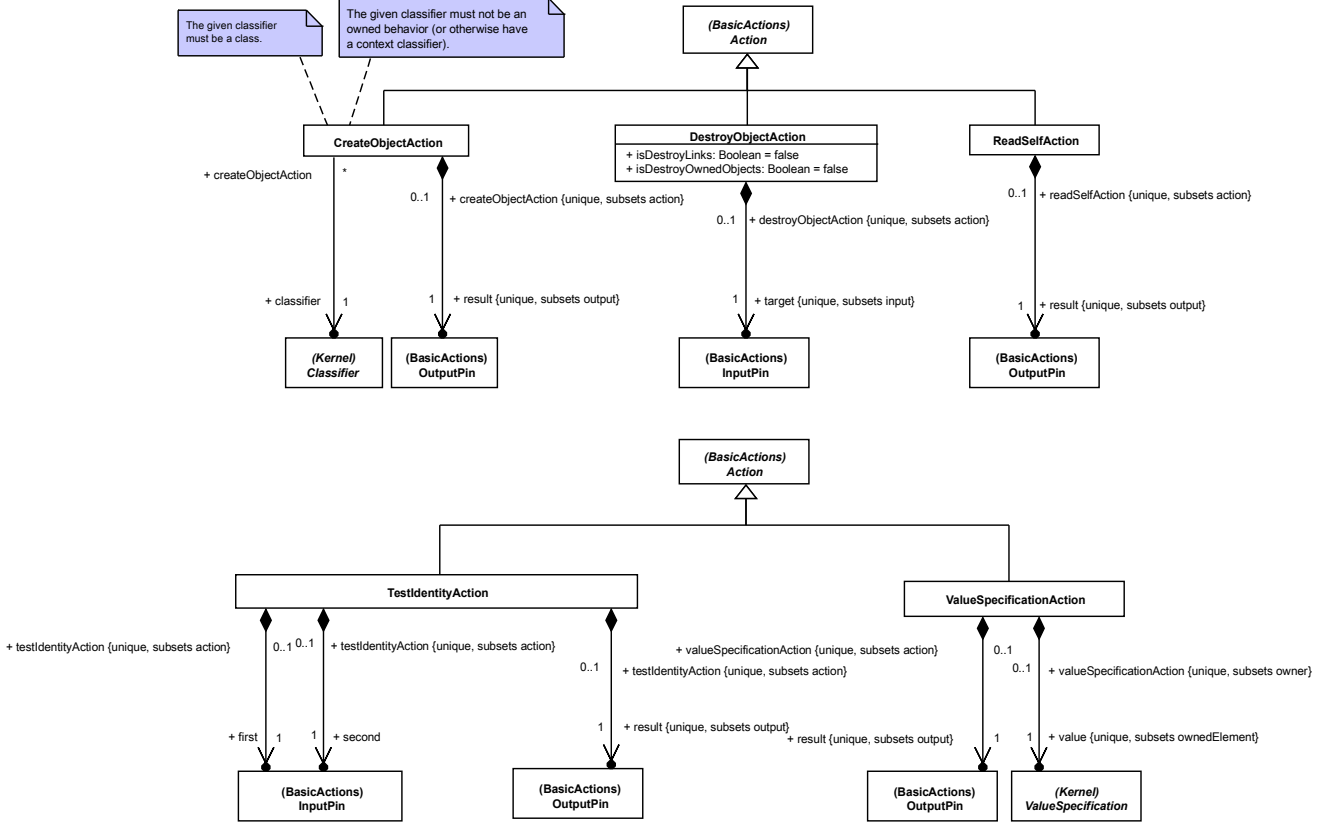 The given classifier
must be a class.
The given classifier must not be an
owned behavior (or otherwise have
a context classifier).
(BasicActions)
Action
CreateObjectAction
DestroyObjectAction
+ isDestroyLinks: Boolean = false
+ isDestroyOwnedObjects: Boolean = false
ReadSelfAction
+ createObjectAction
*
0..1
+ createObjectAction {unique, subsets action}
0..1
+ destroyObjectAction {unique, subsets action}
0..1
+ readSelfAction {unique, subsets action}
+ classifier
1
1
+ result {unique, subsets output}
1
+ target {unique, subsets input}
1
+ result {unique, subsets output}
(Kernel)
Classifier
(BasicActions)
OutputPin
(BasicActions)
InputPin
(BasicActions)
OutputPin
(BasicActions)
Action
TestIdentityAction
ValueSpecificationAction
+ testIdentityAction {unique, subsets action}
0..1
0..1
+ testIdentityAction {unique, subsets action}
0..1
+ testIdentityAction {unique, subsets action}
+ valueSpecificationAction {unique, subsets action}
0..1
0..1
+ valueSpecificationAction {unique, subsets owner}
+ first
1
1
+ second
1
+ result {unique, subsets output}
+ result {unique, subsets output}
1
1
+ value {unique, subsets ownedElement}
(BasicActions)
InputPin
(BasicActions)
OutputPin
(BasicActions)
OutputPin
(Kernel)
ValueSpecification